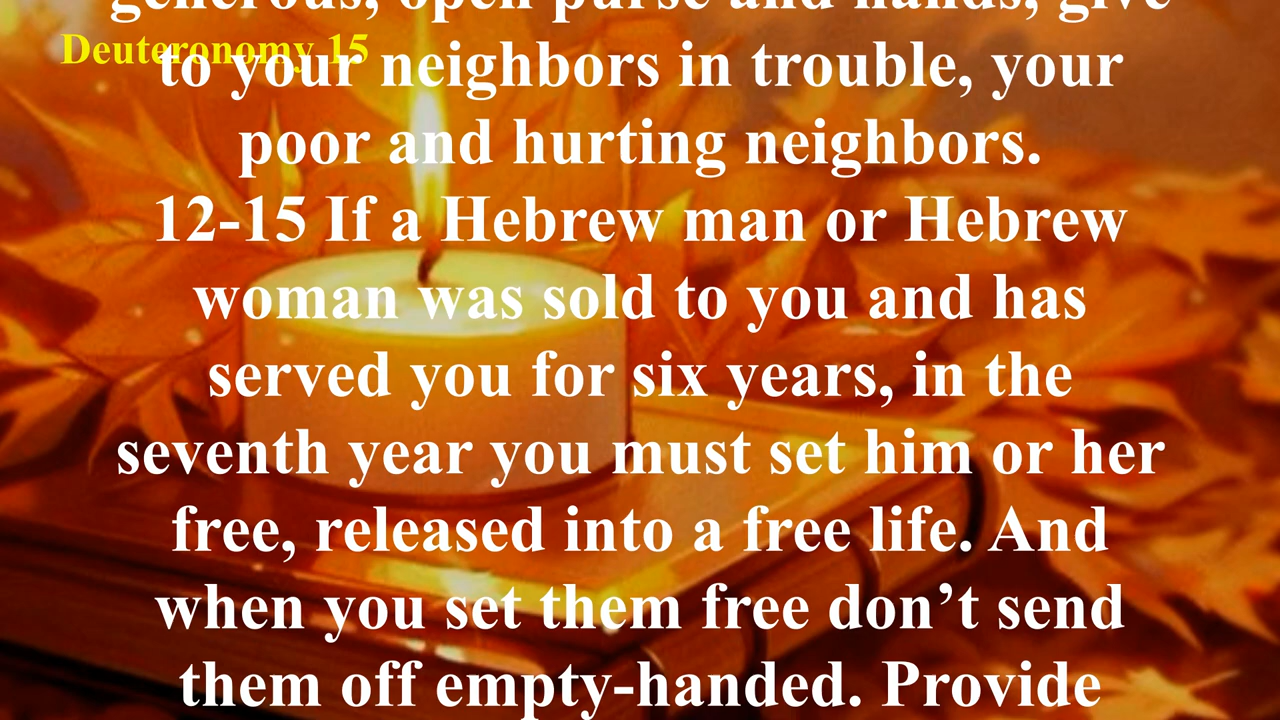 generous, open purse and hands, give
Deuteronomy 15
to your neighbors in trouble, your
poor and hurting neighbors.
12-15 If a Hebrew man or Hebrew
woman was sold to you and has
served you for six years, in the
seventh year you must set him or her
free, released into a free life. And
when you set them free don’t send
them off empty-handed. Provide